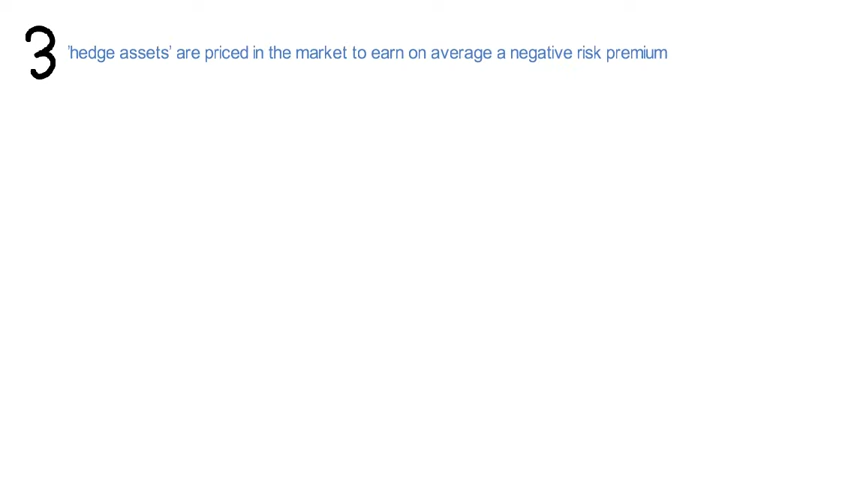 3 'hedge assets' are priced in the market to earn on average a negative risk premium